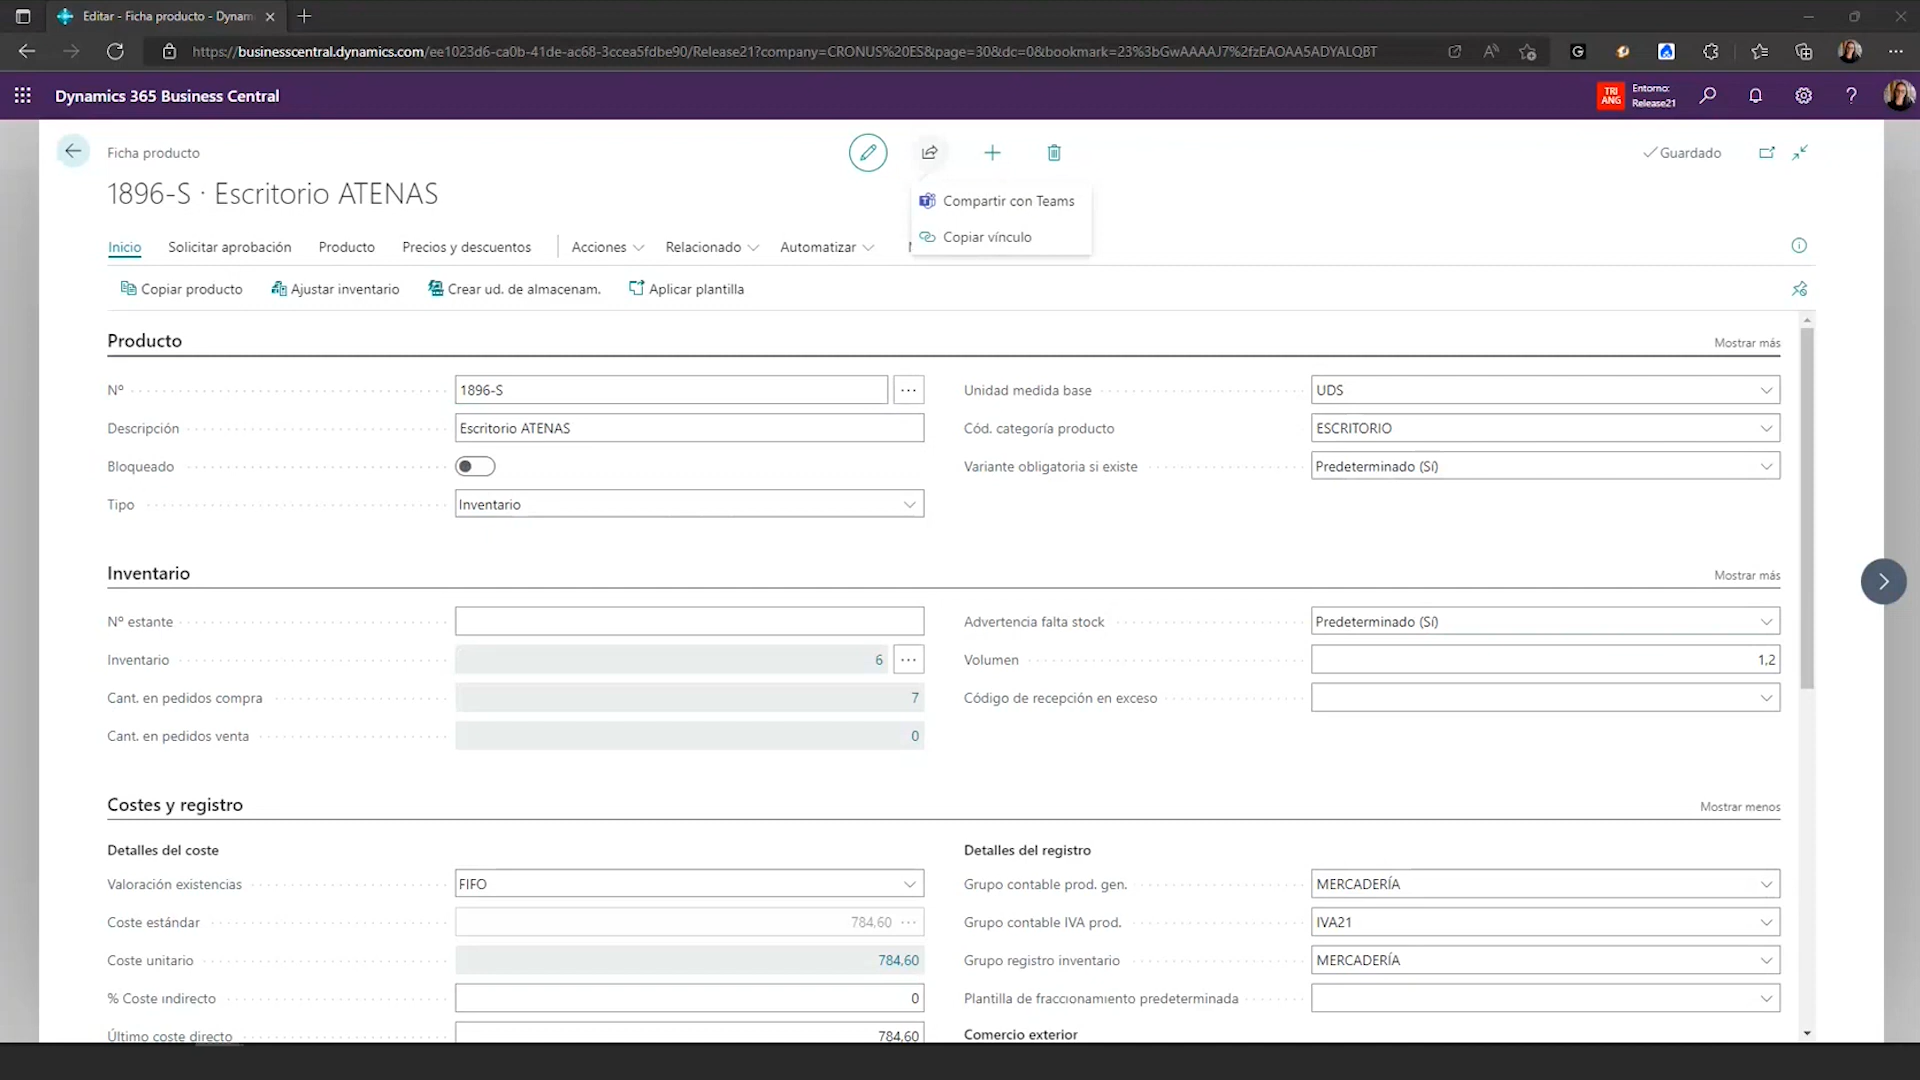 Editar - Ficha producto - Dynam
https://businesscentral.dynamics.com/ee1023d6-ca0b-41de-ac68-3ccea5fdbe90/Release21?company=CRONUS%20ES&page=30&dc=0&bookmark=23%3bGwAAAAJ7%2fzEAOAA5ADYALQBT
Dynamics 365 Business Central
TRI
ANG
Entorno:
Release21
Ficha producto
Guardado
1896-S · Escritorio ATENAS
Compartir con Teams
Copiar vínculo
Inicio Solicitar aprobación Producto Precios y descuentos Acciones Relacionado Automatizar
Copiar producto Ajustar inventario Crear ud. de almacenam. Aplicar plantilla
Producto Mostrar más
Nº 1896-S Unidad medida base UDS
Descripción Escritorio ATENAS Cód. categoría producto ESCRITORIO
Bloqueado Variante obligatoria si existe Predeterminado (Sí)
Tipo Inventario
Inventario Mostrar más
Nº estante Advertencia falta stock Predeterminado (Sí)
Inventario 6 Volumen 1,2
Cant. en pedidos compra 7 Código de recepción en exceso
Cant. en pedidos venta 0
Costes y registro Mostrar menos
Detalles del coste Detalles del registro
Valoración existencias FIFO Grupo contable prod. gen. MERCADERÍA
Coste estándar 784,60 Grupo contable IVA prod. IVA21
Coste unitario 784,60 Grupo registro inventario MERCADERÍA
% Coste indirecto 0 Plantilla de fraccionamiento predeterminada
Último coste directo 784,60 Comercio exterior